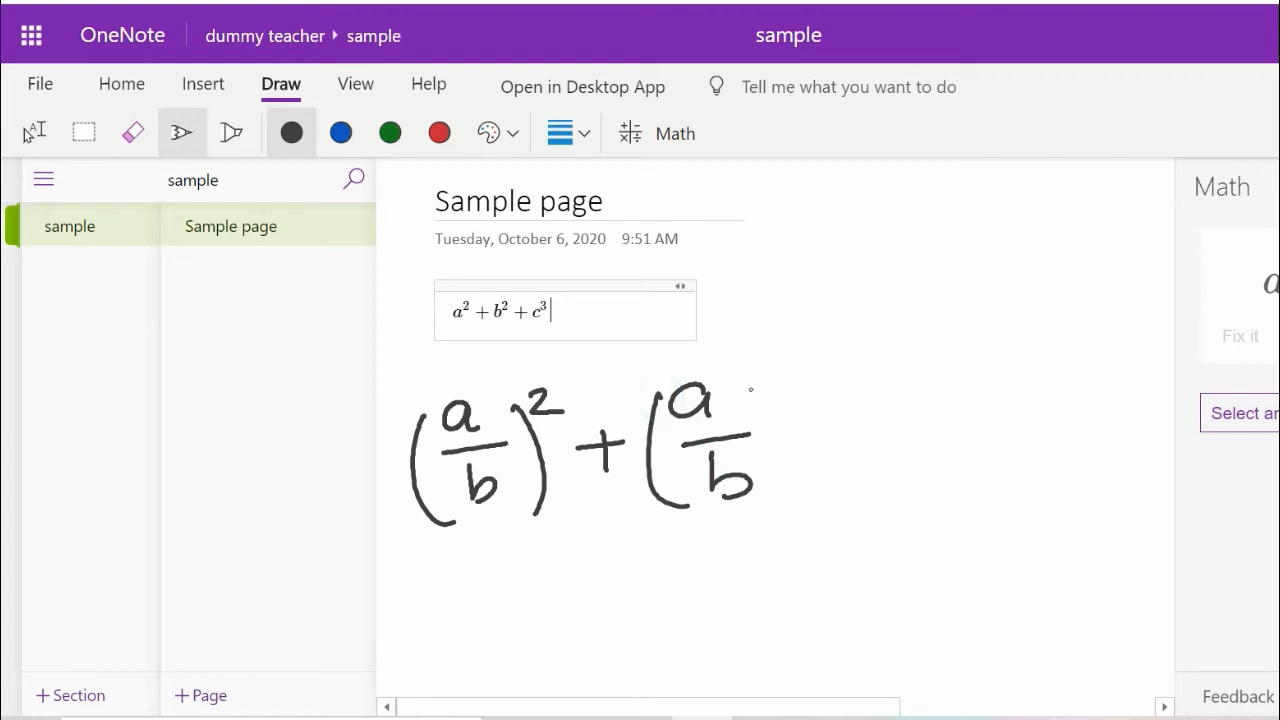 OneNote dummy teacher ▸ sample sample
File Home Insert Draw View Help Open in Desktop App Tell me what you want to do
Math
sample
sample Sample page
Sample page
Tuesday, October 6, 2020 9:51 AM
a² + b² + c³
(a/b)² + (a/b
Math
a
Fix it
Select an
+ Section + Page
Feedback